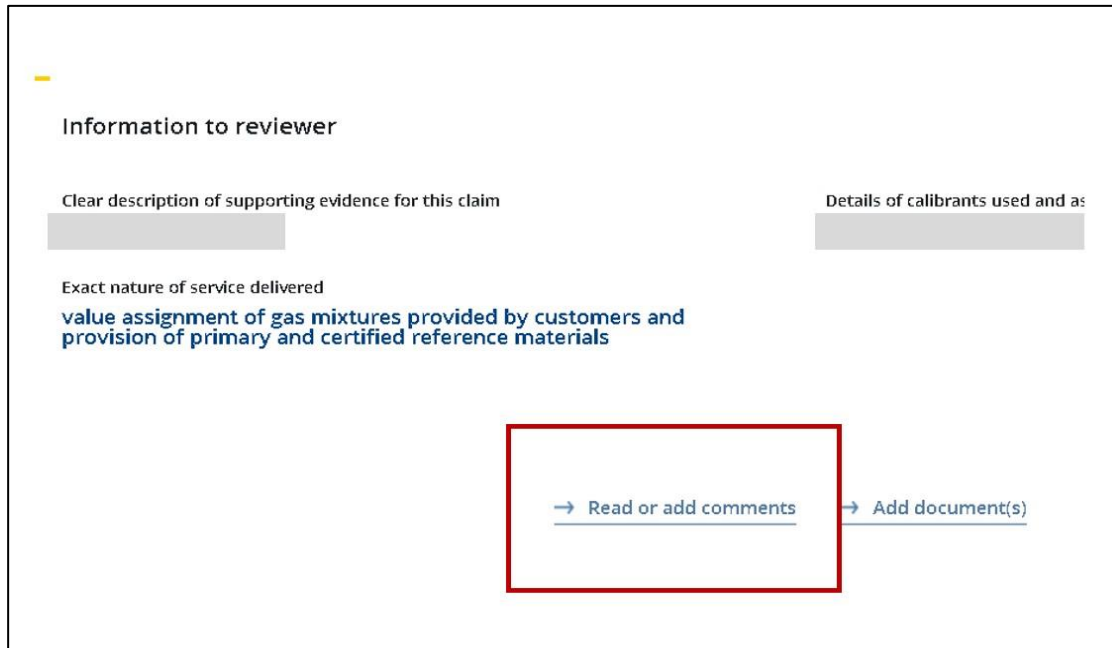 Information to reviewer
Clear description of supporting evidence for this claim
Details of calibrants used and as
Exact nature of service delivered
value assignment of gas mixtures provided by customers and
provision of primary and certified reference materials
→ Read or add comments
→ Add document(s)